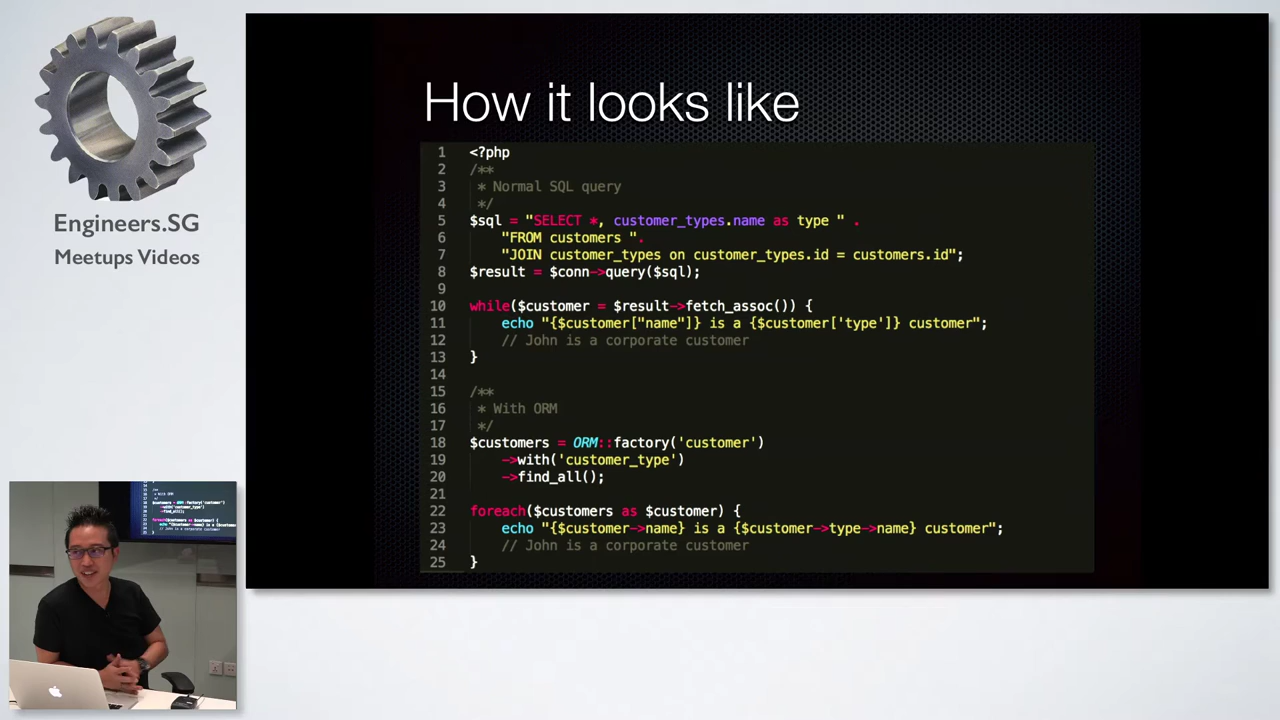 Engineers.SG
Meetups Videos
How it looks like
1 <?php
2 /**
3  * Normal SQL query
4  */
5 $sql = "SELECT *, customer_types.name as type " .
6     "FROM customers ".
7     "JOIN customer_types on customer_types.id = customers.id";
8 $result = $conn->query($sql);
9
10 while($customer = $result->fetch_assoc()) {
11     echo "{$customer["name"]} is a {$customer['type']} customer";
12     // John is a corporate customer
13 }
14
15 /**
16  * With ORM
17  */
18 $customers = ORM::factory('customer')
19     ->with('customer_type')
20     ->find_all();
21
22 foreach($customers as $customer) {
23     echo "{$customer->name} is a {$customer->type->name} customer";
24     // John is a corporate customer
25 }